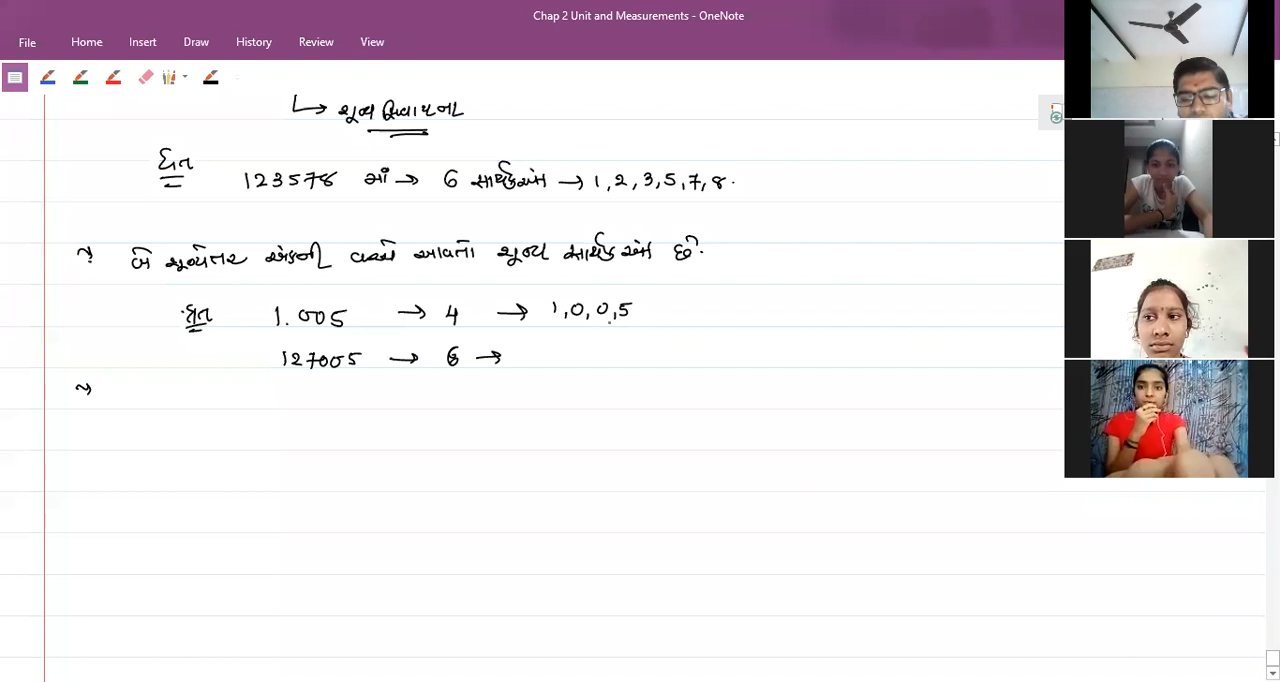 Chap 2 Unit and Measurements - OneNote
File Home Insert Draw History Review View
↳ શૂન્ય સિવાયના
દા.ત 123578 માં → 6 સાર્થક અંક → 1, 2, 3, 5, 7, 8.
→ બે શૂન્યેતર અંકની વચ્ચે આવતા શૂન્ય સાર્થક અંક છે.
દા.ત 1.005 → 4 → 1, 0, 0, 5
127005 → 6 →
→